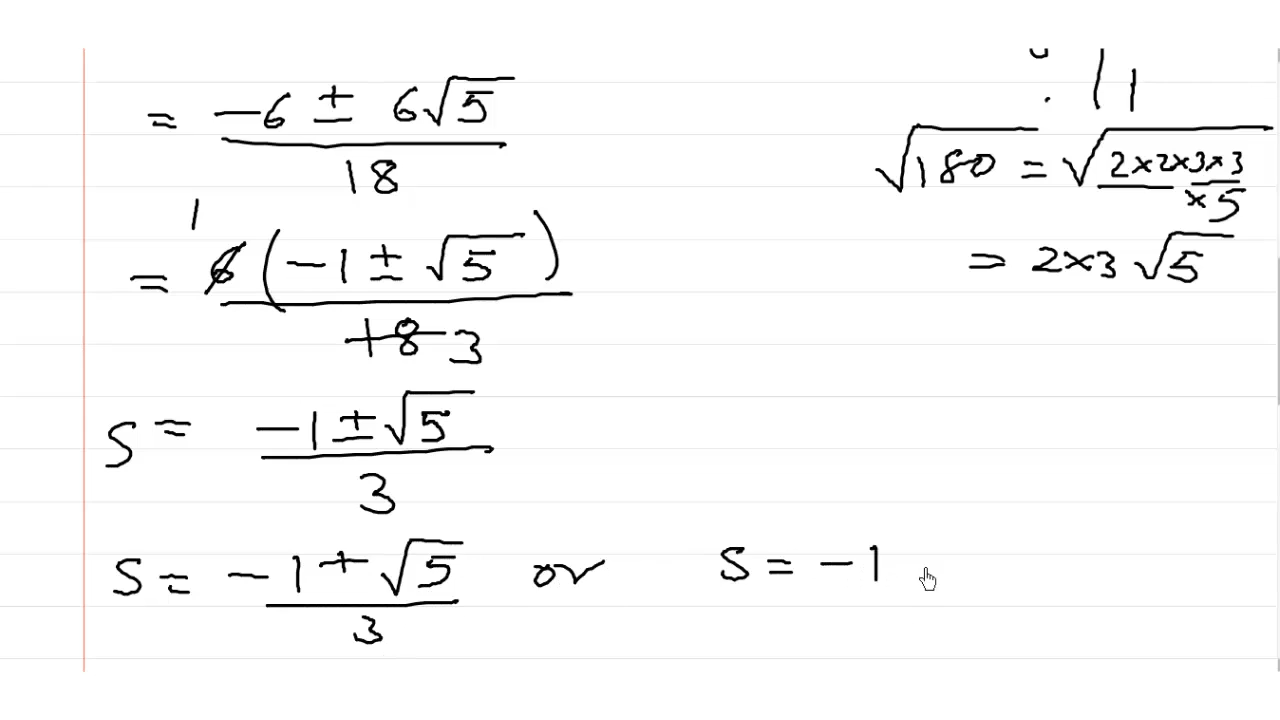 = (-6 ± 6√5) / 18
1
= 6(-1 ± √5) / 18 3
S = (-1 ± √5) / 3
S = (-1 + √5) / 3 or S = -1
√180 = √(2×2×3×3×5)
= 2×3√5